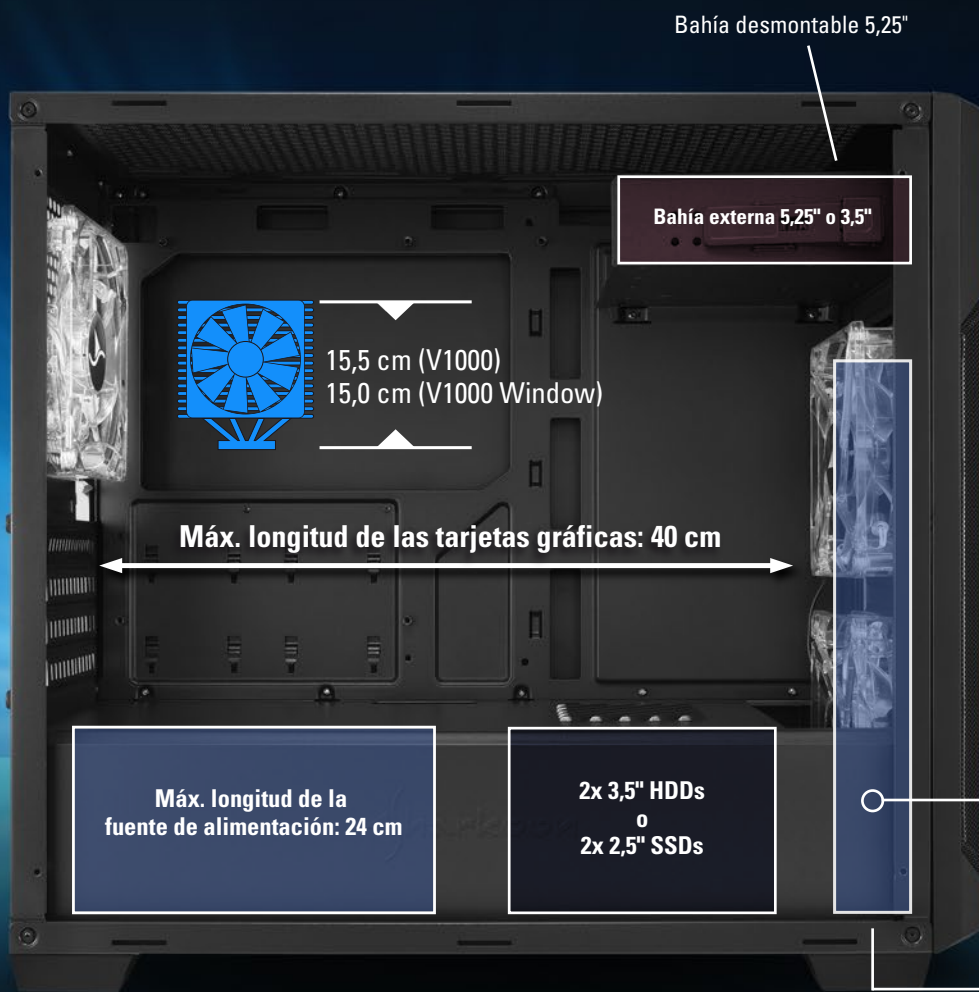 Bahía desmontable 5,25"
Bahía externa 5,25" o 3,5"
15,5 cm (V1000)
15,0 cm (V1000 Window)
Máx. longitud de las tarjetas gráficas: 40 cm
Máx. longitud de la
fuente de alimentación: 24 cm
2x 3,5" HDDs
o
2x 2,5" SSDs